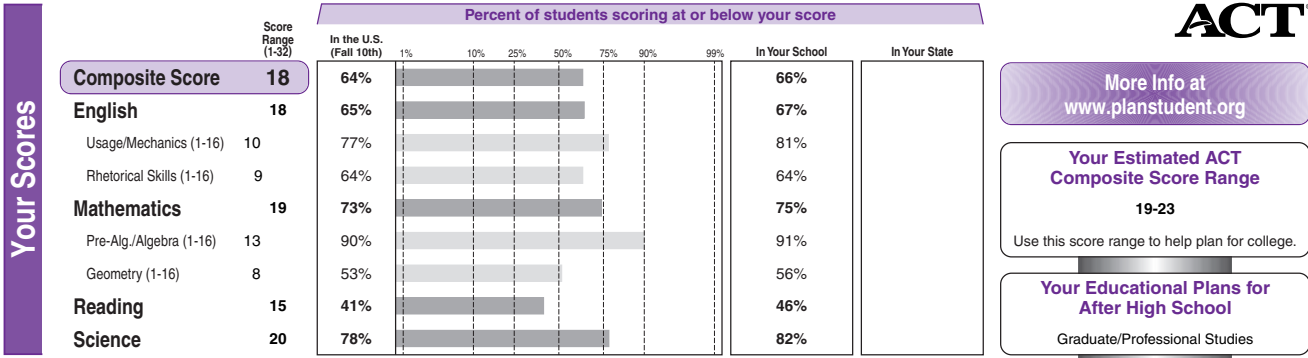 Your Scores
Percent of students scoring at or below your score
Score
Range
(1-32)
In the U.S.
(Fall 10th) 1% 10% 25% 50% 75% 90% 99% In Your School In Your State
Composite Score 18 64% 66%
English 18 65% 67%
Usage/Mechanics (1-16) 10 77% 81%
Rhetorical Skills (1-16) 9 64% 64%
Mathematics 19 73% 75%
Pre-Alg./Algebra (1-16) 13 90% 91%
Geometry (1-16) 8 53% 56%
Reading 15 41% 46%
Science 20 78% 82%
ACT
More Info at
www.planstudent.org
Your Estimated ACT
Composite Score Range
19-23
Use this score range to help plan for college.
Your Educational Plans for
After High School
Graduate/Professional Studies